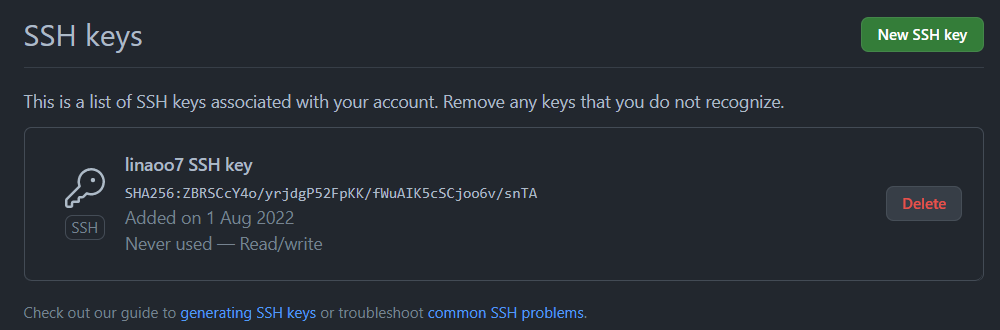 SSH keys
New SSH key
This is a list of SSH keys associated with your account. Remove any keys that you do not recognize.
linaoo7 SSH key
SHA256:ZBRSCcY4o/yrjdgP52FpKK/fWuAIK5cSCjoo6v/snTA
Added on 1 Aug 2022
Never used — Read/write
SSH
Delete
Check out our guide to generating SSH keys or troubleshoot common SSH problems.